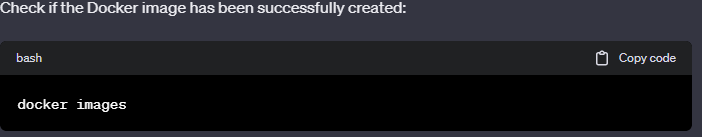 Check if the Docker image has been successfully created:
bash Copy code
docker images